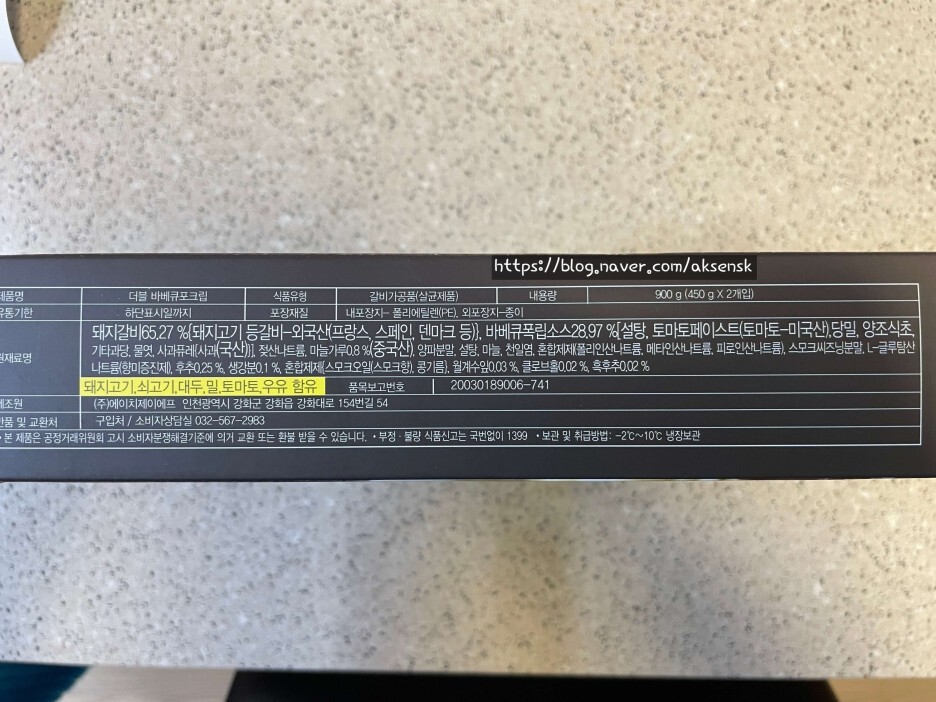 https://blog.naver.com/aksensk
제품명 더블 바베큐포크립 식품유형 갈비가공품(살균제품) 내용량 900 g (450 g X 2개입)
유통기한 하단표시일까지 포장재질 내포장지- 폴리에틸렌(PE), 외포장지-종이
원재료명 돼지갈비65.27 %{돼지고기 등갈비-외국산(프랑스, 스페인, 덴마크 등)}, 바베큐폭립소스28.97 %[설탕, 토마토페이스트(토마토-미국산),당밀, 양조식초,
기타과당, 물엿, 사과퓨레{사과(국산)}], 젖산나트륨, 마늘가루0.8 %(중국산), 양파분말, 설탕, 마늘, 천일염, 혼합제제(폴리인산나트륨, 메타인산나트륨, 피로인산나트륨), 스모크씨즈닝분말, L-글루탐산
나트륨(향미증진제), 후추0.25 %, 생강분0.1 %, 혼합제제(스모크오일(스모크향), 콩기름), 월계수잎0.03 %, 클로브홀0.02 %, 흑후추0.02 %
돼지고기,쇠고기,대두,밀,토마토,우유 함유 품목보고번호 20030189006-741
제조원 (주)에이치제이에프 인천광역시 강화군 강화읍 강화대로 154번길 54
반품 및 교환처 구입처 / 소비자상담실 032-567-2983
• 본 제품은 공정거래위원회 고시 소비자분쟁해결기준에 의거 교환 또는 환불 받을 수 있습니다. • 부정 · 불량 식품신고는 국번없이 1399 • 보관 및 취급방법: -2℃~10℃ 냉장보관